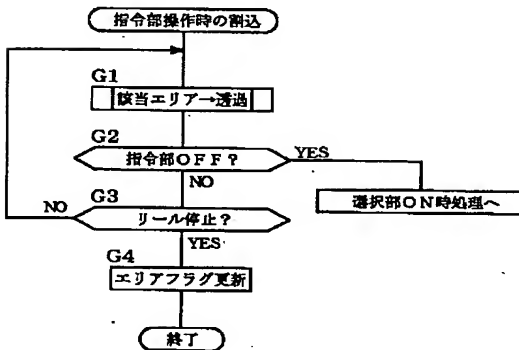 指令部操作時の割込
G1
該当エリア→透過
G2
指令部OFF?
YES
NO
選択部ON時処理へ
G3
NO
リール停止?
YES
G4
エリアフラグ更新
終了